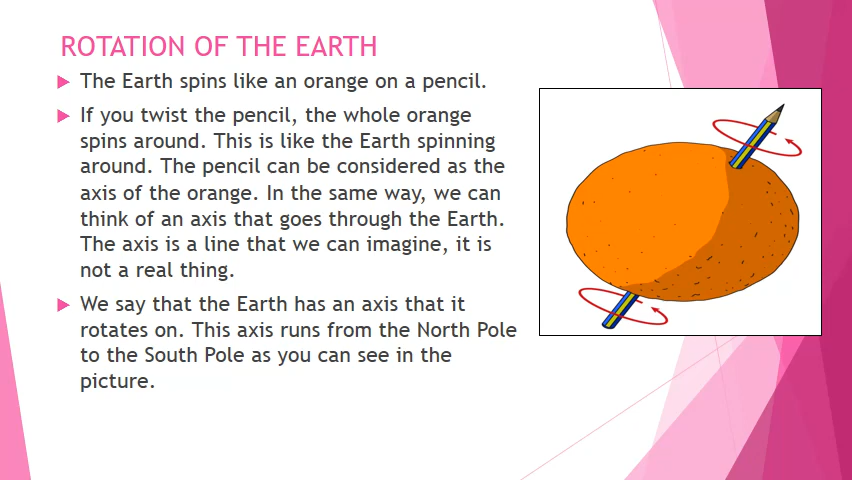 ROTATION OF THE EARTH
The Earth spins like an orange on a pencil.
If you twist the pencil, the whole orange
spins around. This is like the Earth spinning
around. The pencil can be considered as the
axis of the orange. In the same way, we can
think of an axis that goes through the Earth.
The axis is a line that we can imagine, it is
not a real thing.
We say that the Earth has an axis that it
rotates on. This axis runs from the North Pole
to the South Pole as you can see in the
picture.